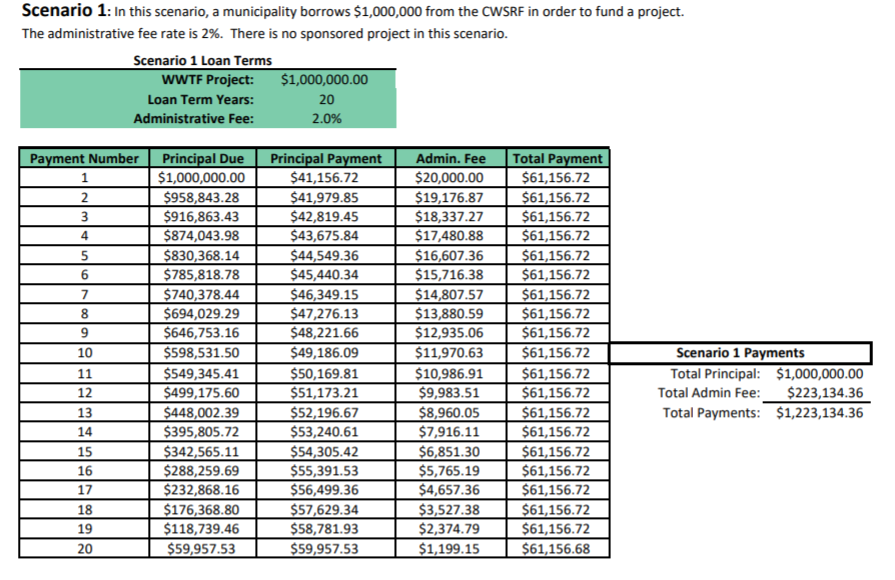 Scenario 1: In this scenario, a municipality borrows $1,000,000 from the CWSRF in order to fund a project.
The administrative fee rate is 2%. There is no sponsored project in this scenario.
Scenario 1 Loan Terms
WWTF Project: $1,000,000.00
Loan Term Years: 20
Administrative Fee: 2.0%
Payment Number Principal Due Principal Payment Admin. Fee Total Payment
1 $1,000,000.00 $41,156.72 $20,000.00 $61,156.72
2 $958,843.28 $41,979.85 $19,176.87 $61,156.72
3 $916,863.43 $42,819.45 $18,337.27 $61,156.72
4 $874,043.98 $43,675.84 $17,480.88 $61,156.72
5 $830,368.14 $44,549.36 $16,607.36 $61,156.72
6 $785,818.78 $45,440.34 $15,716.38 $61,156.72
7 $740,378.44 $46,349.15 $14,807.57 $61,156.72
8 $694,029.29 $47,276.13 $13,880.59 $61,156.72
9 $646,753.16 $48,221.66 $12,935.06 $61,156.72
10 $598,531.50 $49,186.09 $11,970.63 $61,156.72
11 $549,345.41 $50,169.81 $10,986.91 $61,156.72
12 $499,175.60 $51,173.21 $9,983.51 $61,156.72
13 $448,002.39 $52,196.67 $8,960.05 $61,156.72
14 $395,805.72 $53,240.61 $7,916.11 $61,156.72
15 $342,565.11 $54,305.42 $6,851.30 $61,156.72
16 $288,259.69 $55,391.53 $5,765.19 $61,156.72
17 $232,868.16 $56,499.36 $4,657.36 $61,156.72
18 $176,368.80 $57,629.34 $3,527.38 $61,156.72
19 $118,739.46 $58,781.93 $2,374.79 $61,156.72
20 $59,957.53 $59,957.53 $1,199.15 $61,156.68
Scenario 1 Payments
Total Principal: $1,000,000.00
Total Admin Fee: $223,134.36
Total Payments: $1,223,134.36